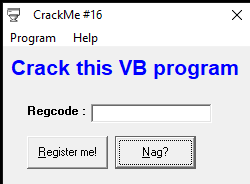 CrackMe #16
Program Help
Crack this VB program
Regcode :
Register me! Nag?